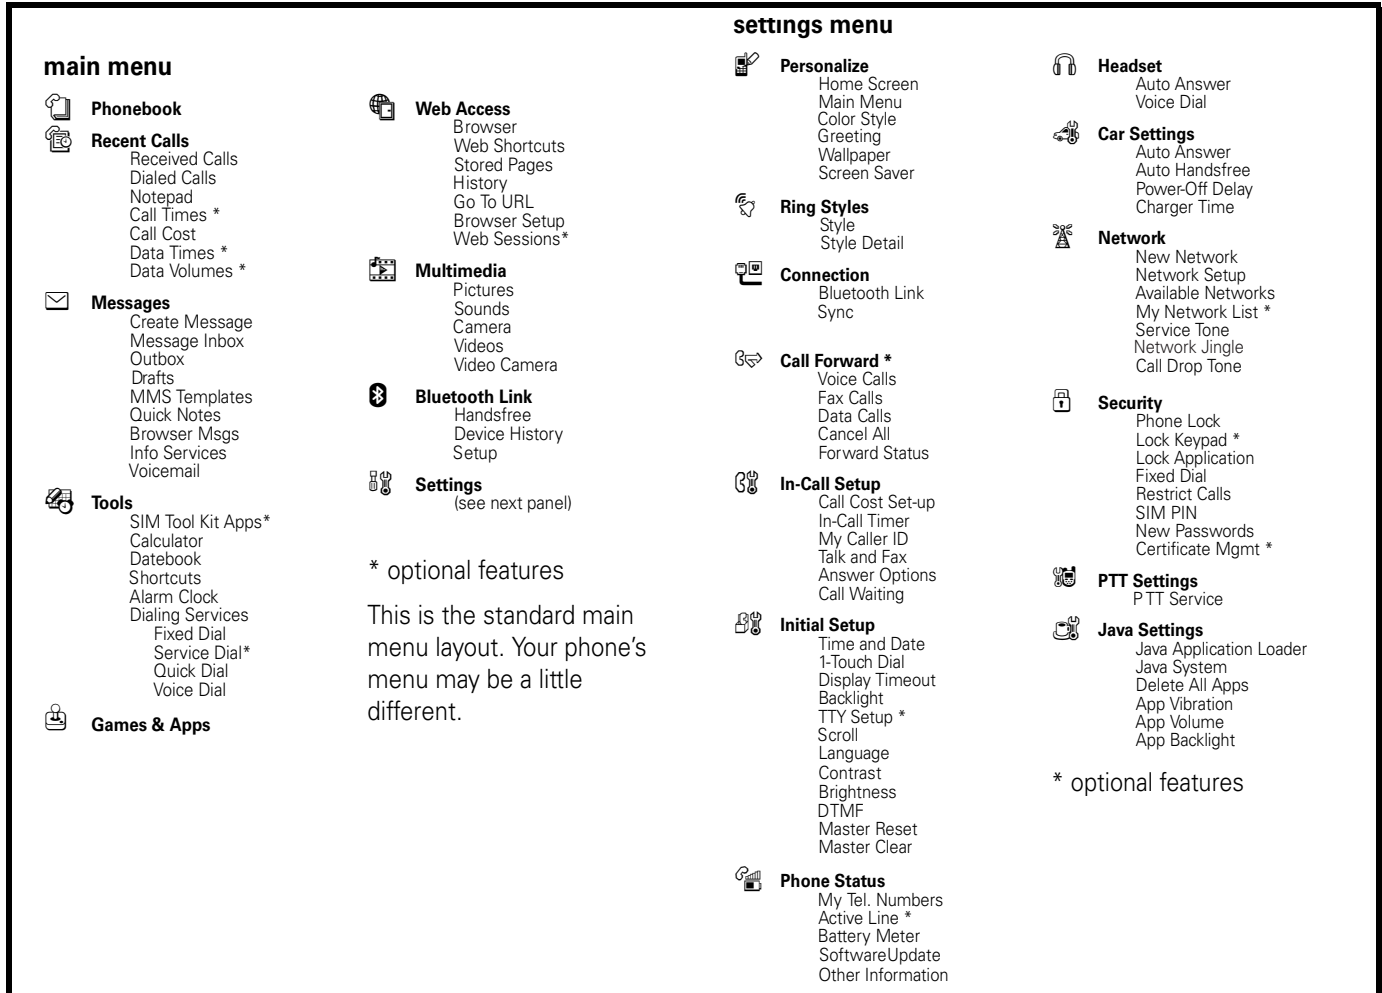 main menu
Phonebook
Recent Calls
Received Calls
Dialed Calls
Notepad
Call Times *
Call Cost
Data Times *
Data Volumes *
Messages
Create Message
Message Inbox
Outbox
Drafts
MMS Templates
Quick Notes
Browser Msgs
Info Services
Voicemail
Tools
SIM Tool Kit Apps*
Calculator
Datebook
Shortcuts
Alarm Clock
Dialing Services
Fixed Dial
Service Dial*
Quick Dial
Voice Dial
Games & Apps
Web Access
Browser
Web Shortcuts
Stored Pages
History
Go To URL
Browser Setup
Web Sessions*
Multimedia
Pictures
Sounds
Camera
Videos
Video Camera
Bluetooth Link
Handsfree
Device History
Setup
Settings
(see next panel)
* optional features
This is the standard main
menu layout. Your phone's
menu may be a little
different.
settings menu
Personalize
Home Screen
Main Menu
Color Style
Greeting
Wallpaper
Screen Saver
Ring Styles
Style
Style Detail
Connection
Bluetooth Link
Sync
Call Forward *
Voice Calls
Fax Calls
Data Calls
Cancel All
Forward Status
In-Call Setup
Call Cost Set-up
In-Call Timer
My Caller ID
Talk and Fax
Answer Options
Call Waiting
Initial Setup
Time and Date
1-Touch Dial
Display Timeout
Backlight
TTY Setup *
Scroll
Language
Contrast
Brightness
DTMF
Master Reset
Master Clear
Phone Status
My Tel. Numbers
Active Line *
Battery Meter
SoftwareUpdate
Other Information
Headset
Auto Answer
Voice Dial
Car Settings
Auto Answer
Auto Handsfree
Power-Off Delay
Charger Time
Network
New Network
Network Setup
Available Networks
My Network List *
Service Tone
Network Jingle
Call Drop Tone
Security
Phone Lock
Lock Keypad *
Lock Application
Fixed Dial
Restrict Calls
SIM PIN
New Passwords
Certificate Mgmt *
PTT Settings
PTT Service
Java Settings
Java Application Loader
Java System
Delete All Apps
App Vibration
App Volume
App Backlight
* optional features